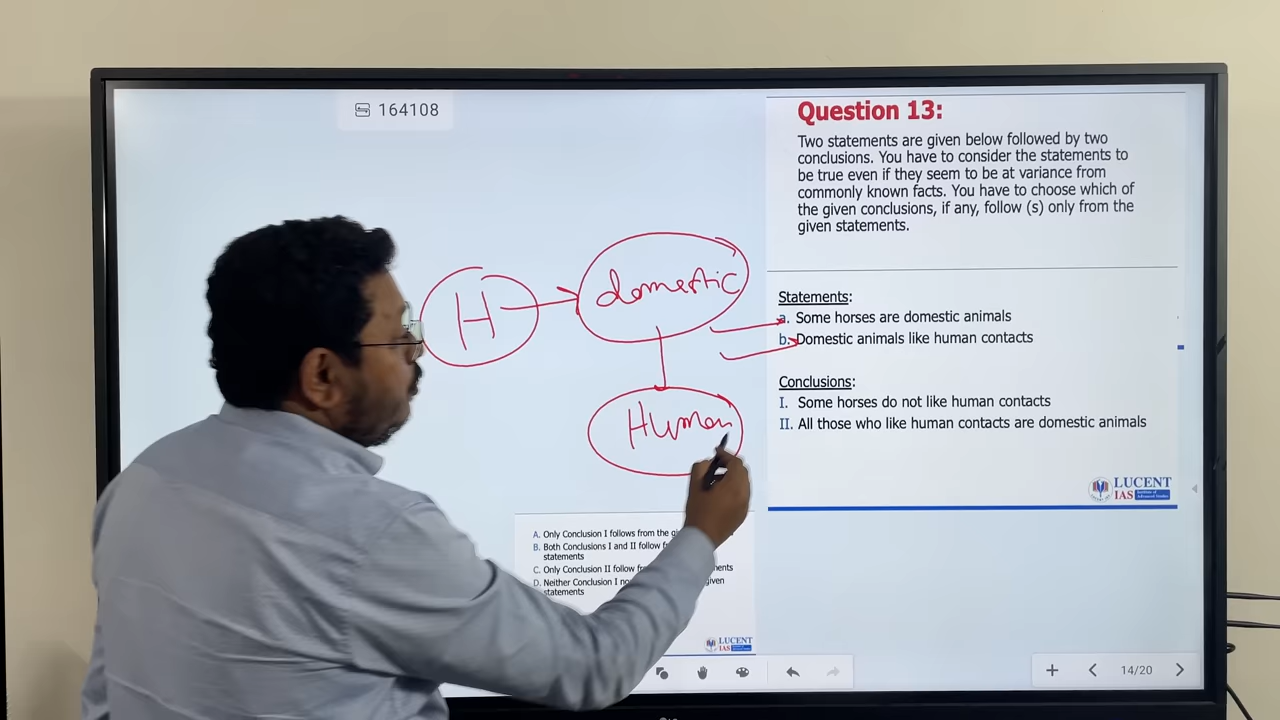 164108
Question 13:
Two statements are given below followed by two
conclusions. You have to consider the statements to
be true even if they seem to be at variance from
commonly known facts. You have to choose which of
the given conclusions, if any, follow (s) only from the
given statements.
H
domestic
Human
Statements:
a. Some horses are domestic animals
b. Domestic animals like human contacts
Conclusions:
I. Some horses do not like human contacts
II. All those who like human contacts are domestic animals
LUCENT
IAS
A. Only Conclusion I follows from the
B. Both Conclusions I and II follow
statements
C. Only Conclusion II follow
D. Neither Conclusion I given
statements
LUCENT
IAS
14/20